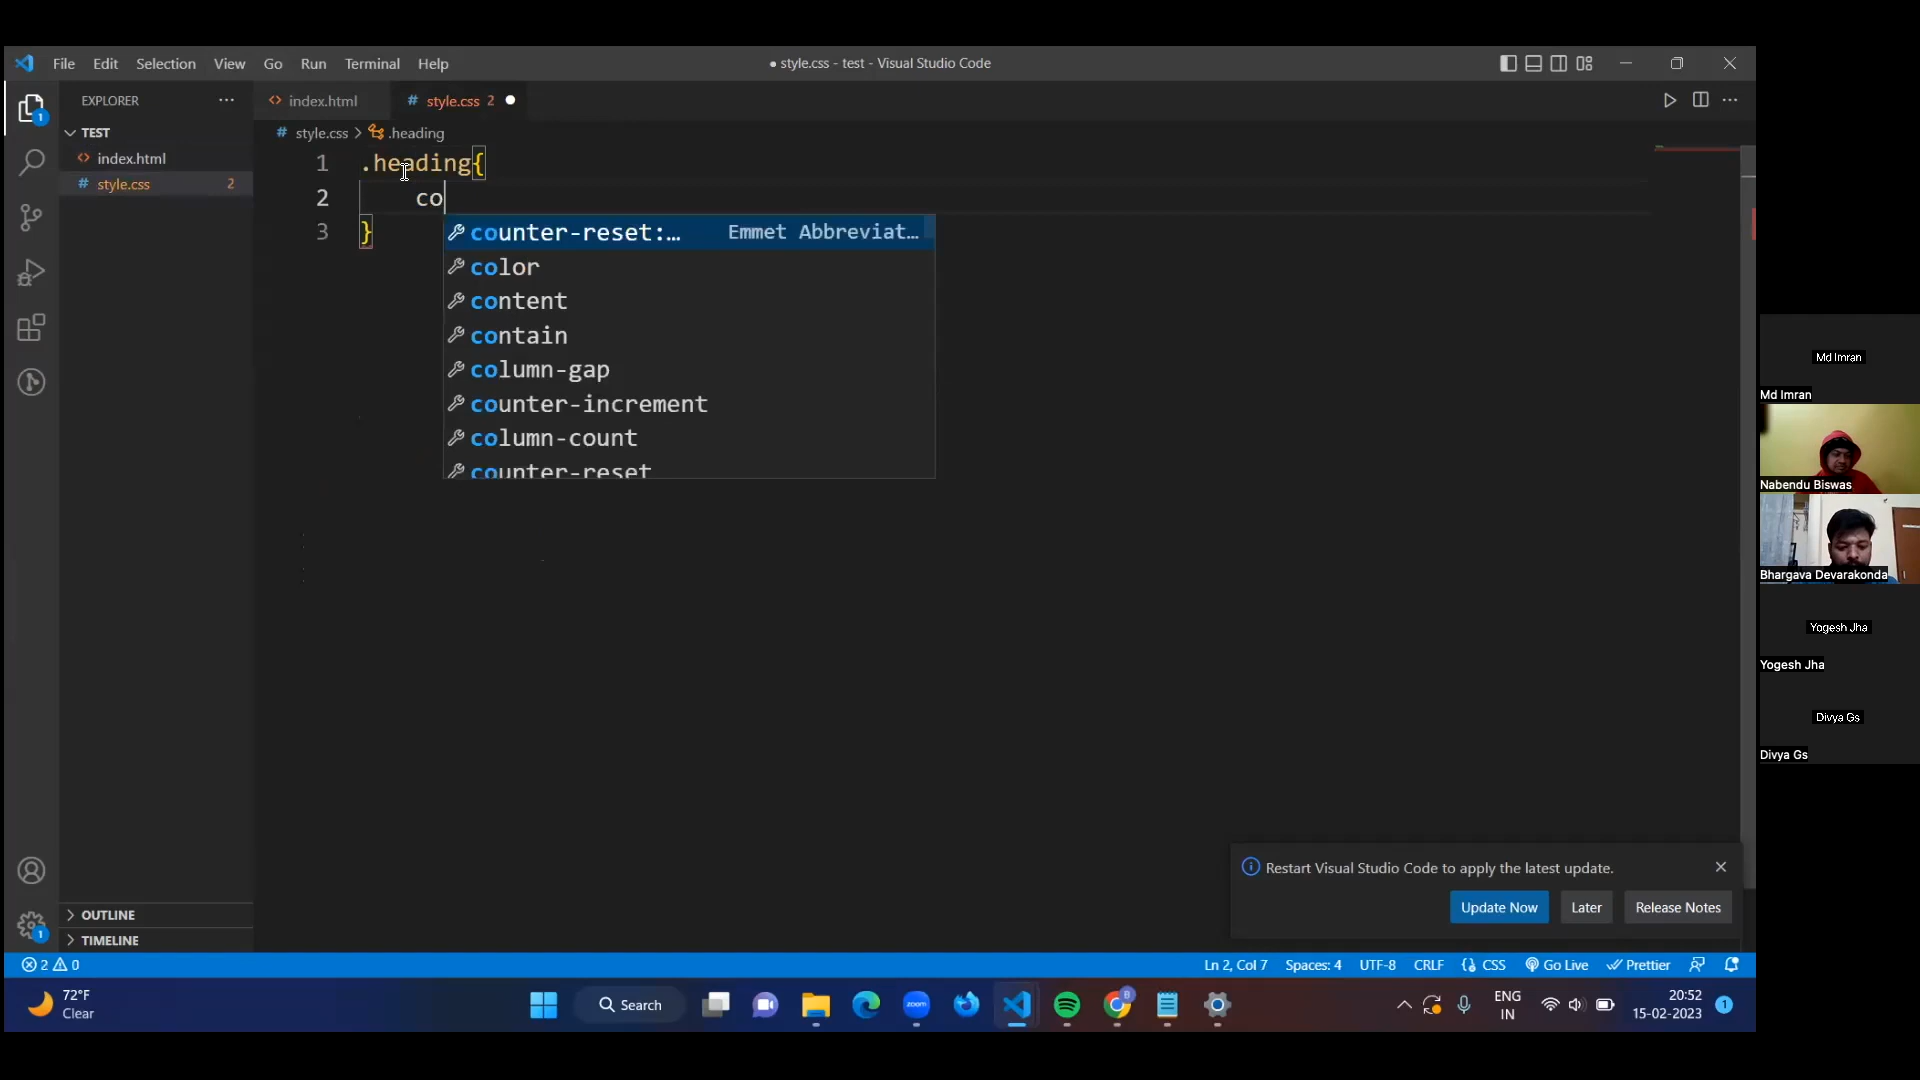 File Edit Selection View Go Run Terminal Help
● style.css - test - Visual Studio Code
EXPLORER
index.html
# style.css 2
TEST
# style.css > .heading
index.html
# style.css 2
1 .heading{
2 co
3 }
counter-reset:… Emmet Abbreviat…
color
content
contain
column-gap
counter-increment
column-count
counter-reset
Md Imran
Md Imran
Nabendu Biswas
Bhargava Devarakonda
Yogesh Jha
Yogesh Jha
Divya Gs
Divya Gs
Restart Visual Studio Code to apply the latest update.
Update Now Later Release Notes
OUTLINE
TIMELINE
1
1
2 0
Ln 2, Col 7 Spaces: 4 UTF-8 CRLF CSS Go Live Prettier
72°F
Clear
Search
zoom
B
ENG
IN
20:52
15-02-2023
1